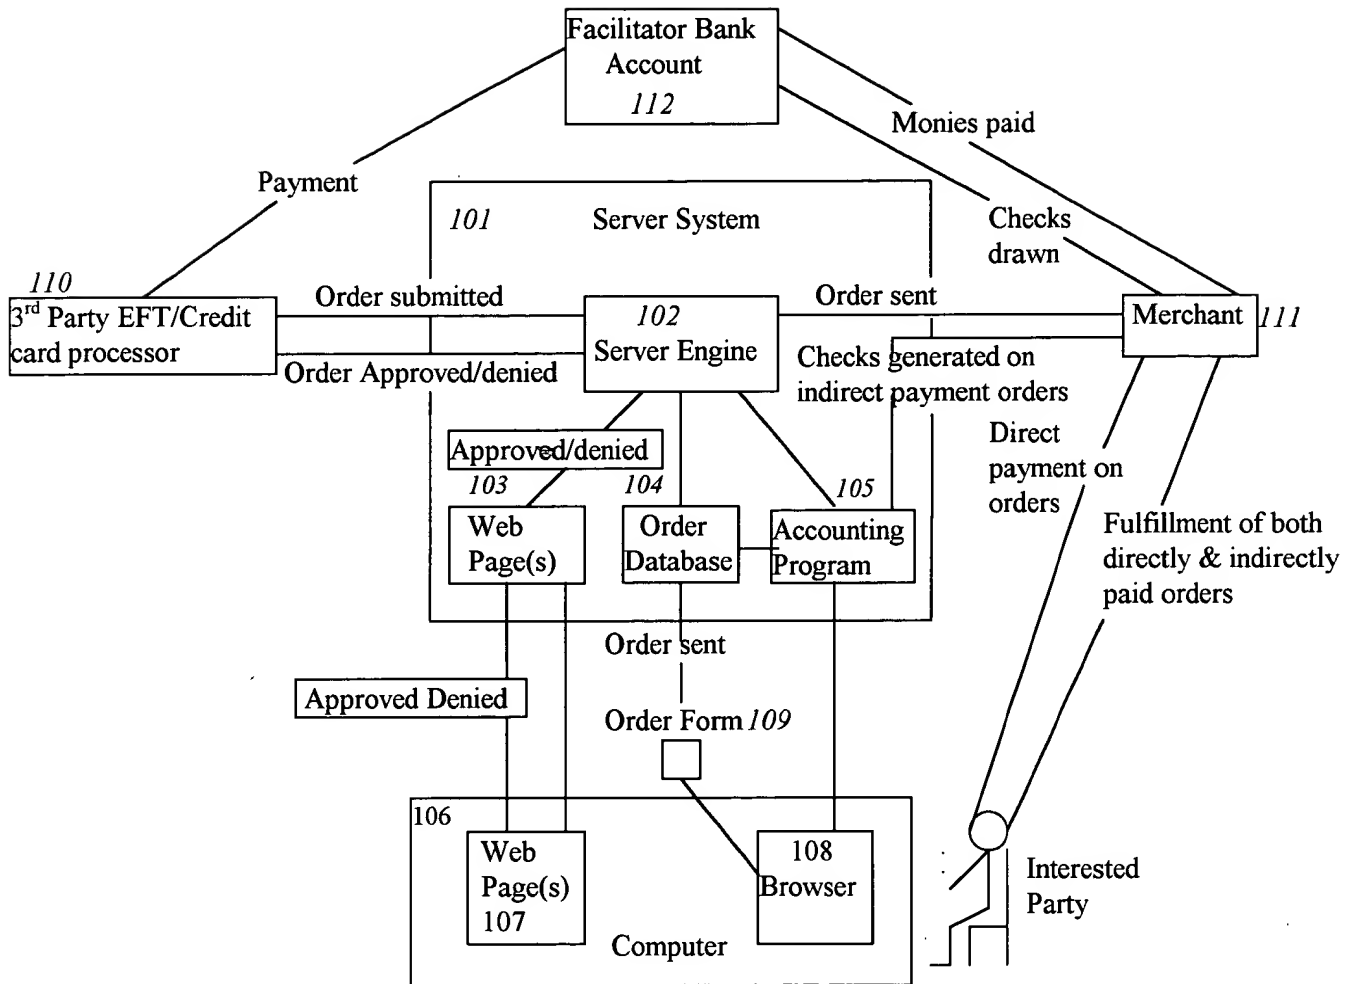 Facilitator Bank
Account
112
Monies paid
Payment
101
Server System
Checks
drawn
110
3rd Party EFT/Credit
card processor
Order submitted
102
Server Engine
Order sent
Merchant
111
Order Approved/denied
Checks generated on
indirect payment orders
Approved/denied
Direct
payment on
orders
103
104
105
Web
Page(s)
Order
Database
Accounting
Program
Fulfillment of both
directly & indirectly
paid orders
Order sent
Approved Denied
Order Form 109
106
Web
Page(s)
107
108
Browser
Interested
Party
Computer